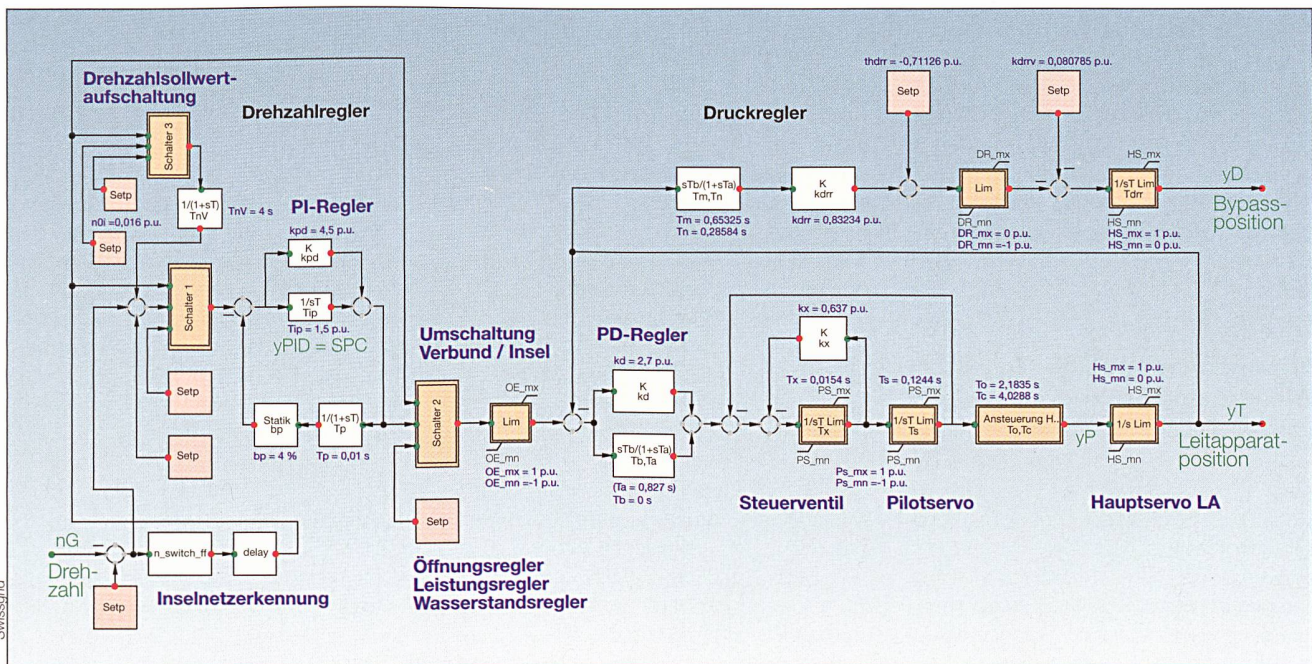 thdrr = -0,71126 p.u.
kdrrv = 0,080785 p.u.
Setp
Setp
Drehzahlsollwert-
aufschaltung
Drehzahlregler
Druckregler
Schalter 3
DR_mx
HS_mx
sTb/(1+sTa)
Tm,Tn
K
kdrr
Lim
1/sT Lim
Tdrr
yD
Bypass-
position
Setp
1/(1+sT)
TnV
TnV = 4 s
PI-Regler
Tm = 0,65325 s
Tn = 0,28584 s
kdrr = 0,83234 p.u.
DR_mn
DR_mx = 0 p.u.
DR_mn =-1 p.u.
HS_mn
HS_mx = 1 p.u.
HS_mn = 0 p.u.
n0i =0,016 p.u.
Setp
kpd = 4,5 p.u.
K
kpd
Schalter 1
1/sT
Tip
Tip = 1,5 p.u.
yPID = SPC
Umschaltung
Verbund / Insel
PD-Regler
kx = 0,637 p.u.
K
kx
kd = 2,7 p.u.
K
kd
Tx = 0,0154 s
PS_mx
Ts = 0,1244 s
PS_mx
To = 2,1835 s
Tc = 4,0288 s
Hs_mx = 1 p.u.
Hs_mn = 0 p.u.
HS_mx
Setp
OE_mx
Statik
bp
1/(1+sT)
Tp
Schalter 2
Lim
1/sT Lim
Tx
1/sT Lim
Ts
Ansteuerung H...
To,Tc
yP
1/s Lim
yT
Leitapparat-
position
Setp
bp = 4 %
Tp = 0,01 s
OE_mn
OE_mx = 1 p.u.
OE_mn =-1 p.u.
sTb/(1+sTa)
Tb,Ta
(Ta = 0,827 s)
Tb = 0 s
PS_mn
PS_mn
Ps_mx = 1 p.u.
Ps_mn =-1 p.u.
HS_mn
Steuerventil
Pilotservo
Hauptservo LA
Setp
nG
Dreh-
zahl
n_switch_ff
delay
Setp
Inselnetzerkennung
Öffnungsregler
Leistungsregler
Wasserstandsregler
Swissgrid